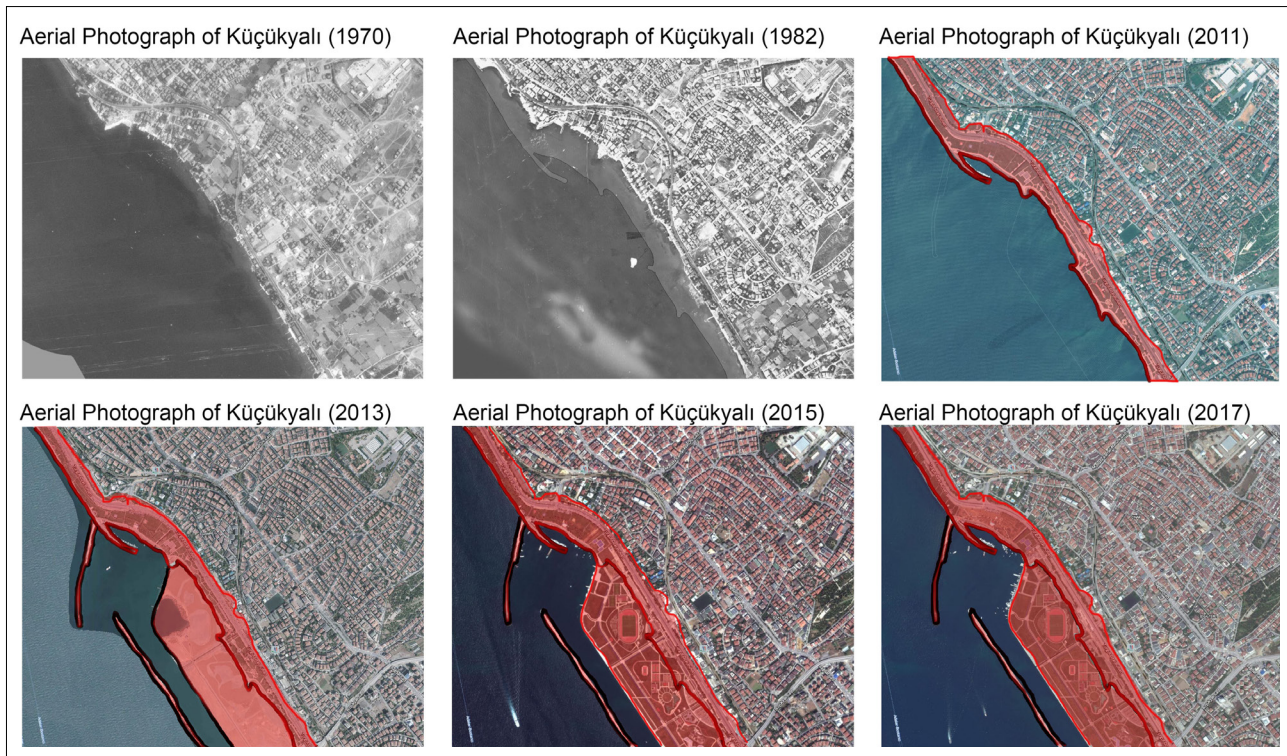 Aerial Photograph of Küçükyalı (1970)
Aerial Photograph of Küçükyalı (1982)
Aerial Photograph of Küçükyalı (2011)
Aerial Photograph of Küçükyalı (2013)
Aerial Photograph of Küçükyalı (2015)
Aerial Photograph of Küçükyalı (2017)